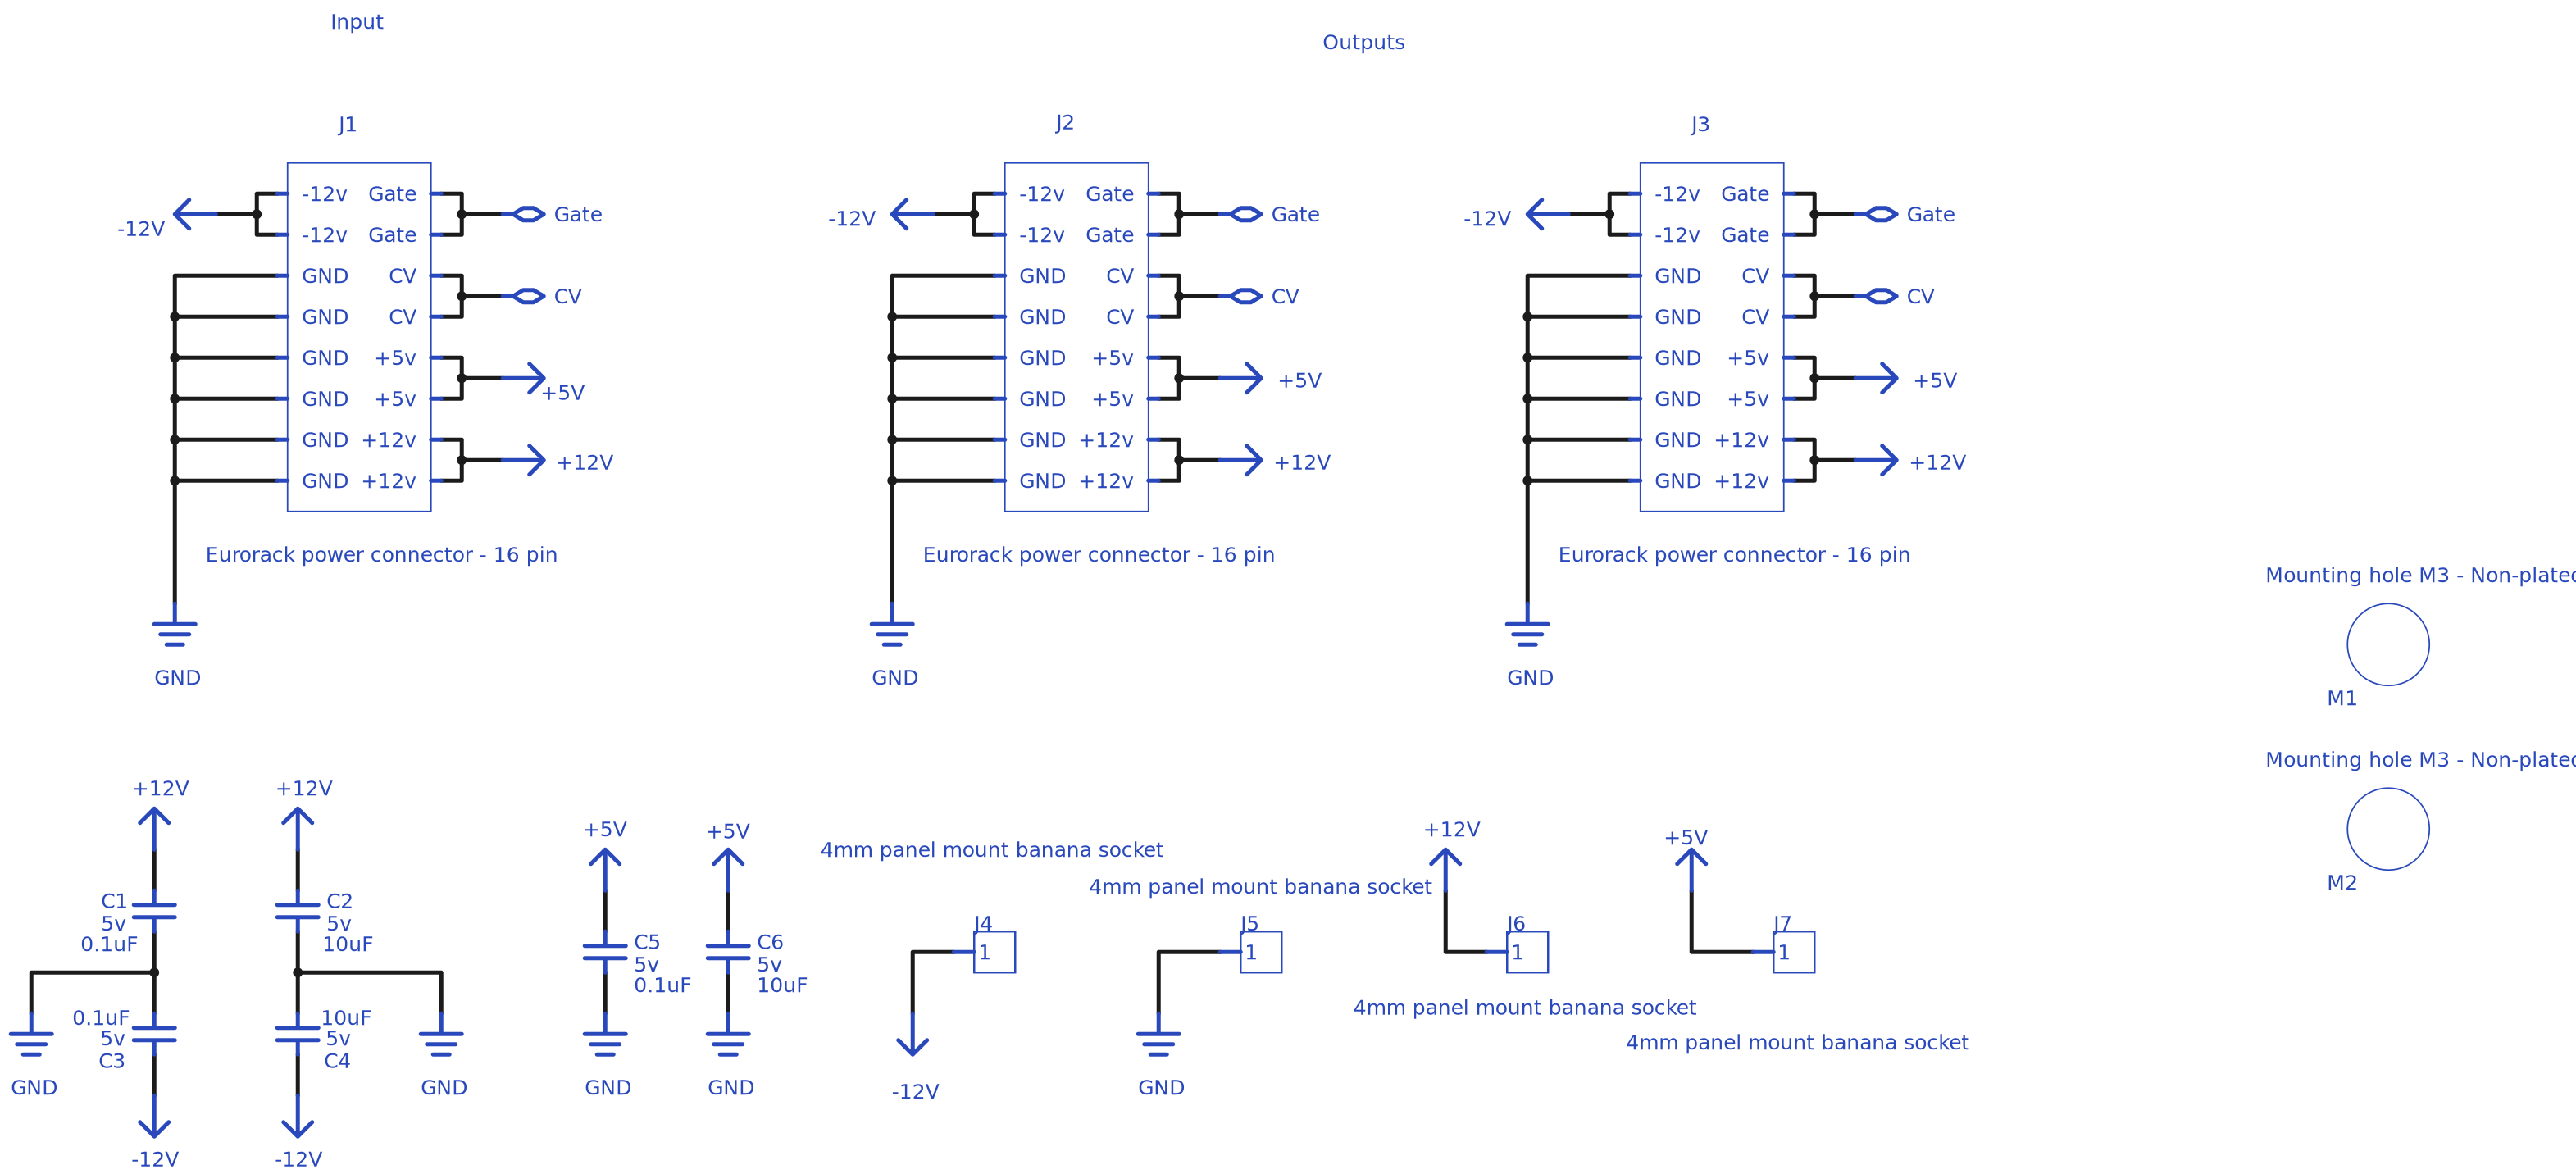 Input
Outputs
J1
-12V
-12v Gate
-12v Gate
GND CV
GND CV
GND +5v
GND +5v
GND +12v
GND +12v
Gate
CV
+5V
+12V
Eurorack power connector - 16 pin
GND
J2
-12V
-12v Gate
-12v Gate
GND CV
GND CV
GND +5v
GND +5v
GND +12v
GND +12v
Gate
CV
+5V
+12V
Eurorack power connector - 16 pin
GND
J3
-12V
-12v Gate
-12v Gate
GND CV
GND CV
GND +5v
GND +5v
GND +12v
GND +12v
Gate
CV
+5V
+12V
Eurorack power connector - 16 pin
GND
Mounting hole M3 - Non-plated
M1
Mounting hole M3 - Non-plated
M2
+12V
C1
5v
0.1uF
0.1uF
5v
C3
GND
-12V
+12V
C2
5v
10uF
10uF
5v
C4
GND
-12V
+5V
C5
5v
0.1uF
GND
+5V
C6
5v
10uF
GND
4mm panel mount banana socket
J4
1
-12V
4mm panel mount banana socket
J5
1
GND
+12V
J6
1
4mm panel mount banana socket
+5V
J7
1
4mm panel mount banana socket